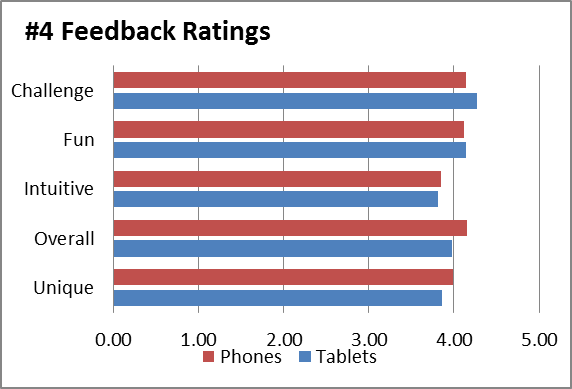 #4 Feedback Ratings
Challenge
Fun
Intuitive
Overall
Unique
0.00 1.00 2.00 3.00 4.00 5.00
Phones Tablets